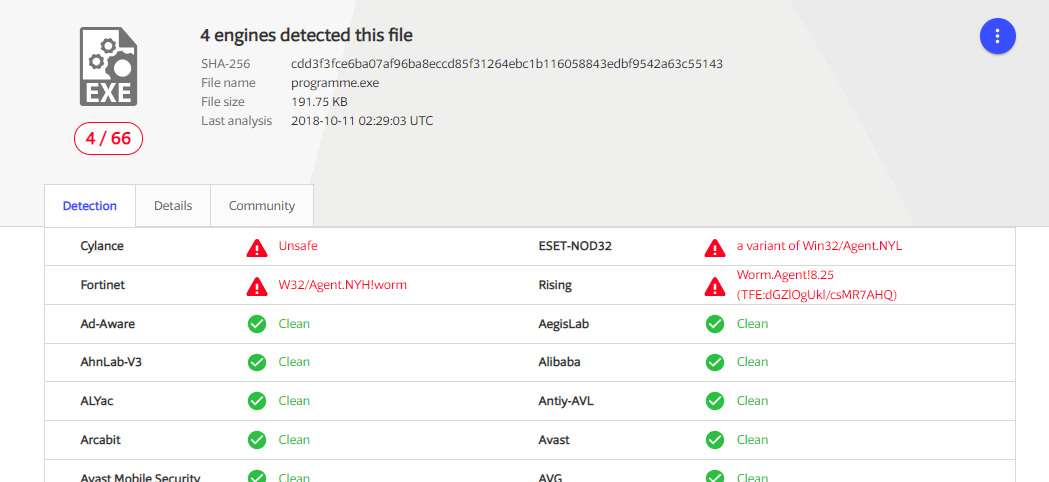 4 engines detected this file
SHA-256 cdd3f3fce6ba07af96ba8eccd85f31264ebc1b116058843edbf9542a63c55143
File name programme.exe
File size 191.75 KB
Last analysis 2018-10-11 02:29:03 UTC
EXE
4 / 66
Detection Details Community
Cylance Unsafe ESET-NOD32 a variant of Win32/Agent.NYL
Fortinet W32/Agent.NYH!worm Rising Worm.Agent!8.25
(TFE:dGZlOgUkl/csMR7AHQ)
Ad-Aware Clean AegisLab Clean
AhnLab-V3 Clean Alibaba Clean
ALYac Clean Antiy-AVL Clean
Arcabit Clean Avast Clean
Avast Mobile Security Clean AVG Clean